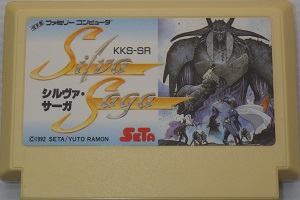 ファミリー コンピュータ
KKS-SR
Silva
Saga
シルヴァ・
サーガ
©1992 SETA/YUTO RAMON
SETA